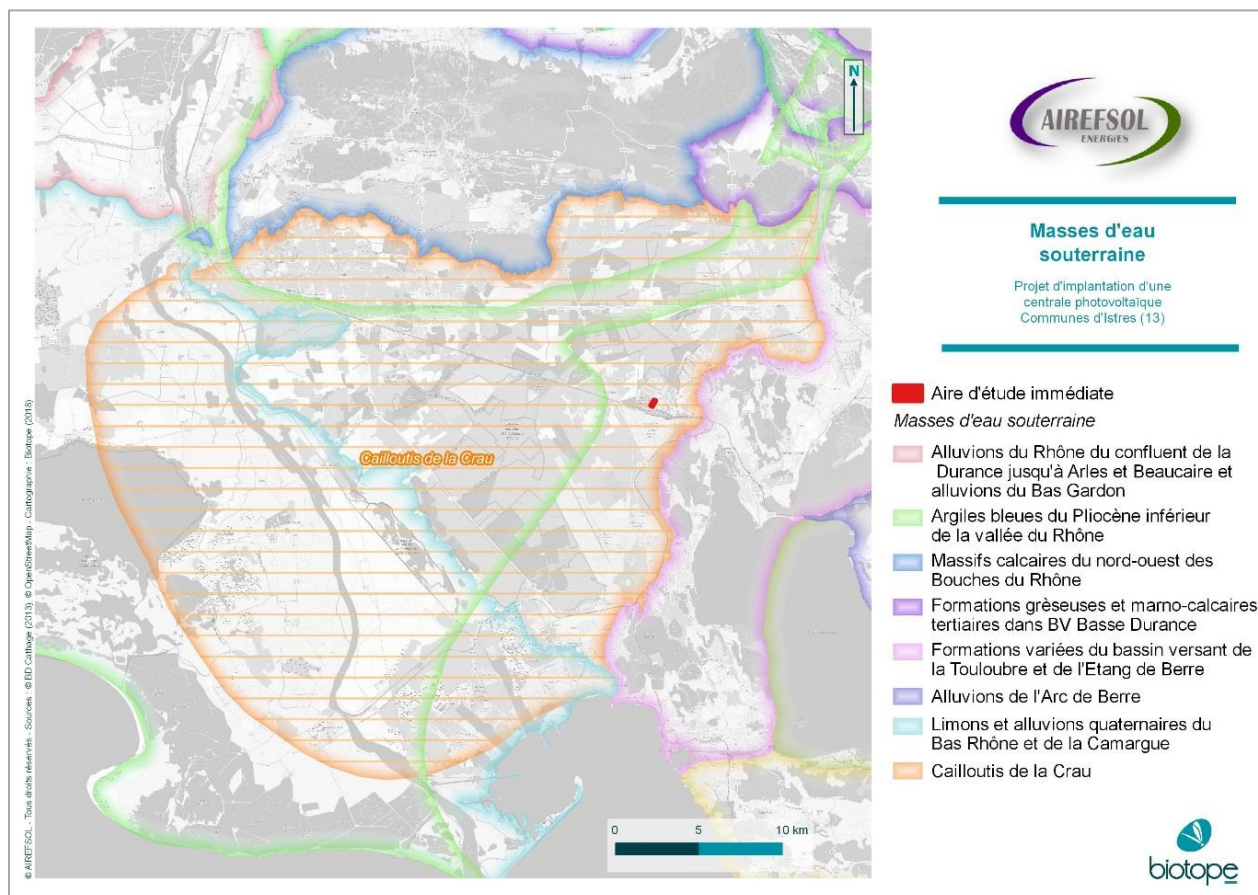 N
Cailloutis de la Crau
0 5 10 km
© AIREFSOL - Tous droits réservés - Sources : © BD Carthage (2013), © OpenStreetMap - Cartographie : Biotope (2018)
AIREFSOL
ENERGIES
Masses d'eau
souterraine
Projet d'implantation d'une
centrale photovoltaïque
Communes d'Istres (13)
Aire d'étude immédiate
Masses d'eau souterraine
Alluvions du Rhône du confluent de la
Durance jusqu'à Arles et Beaucaire et
alluvions du Bas Gardon
Argiles bleues du Pliocène inférieur
de la vallée du Rhône
Massifs calcaires du nord-ouest des
Bouches du Rhône
Formations grèseuses et marno-calcaires
tertiaires dans BV Basse Durance
Formations variées du bassin versant de
la Touloubre et de l'Etang de Berre
Alluvions de l'Arc de Berre
Limons et alluvions quaternaires du
Bas Rhône et de la Camargue
Cailloutis de la Crau
biotope